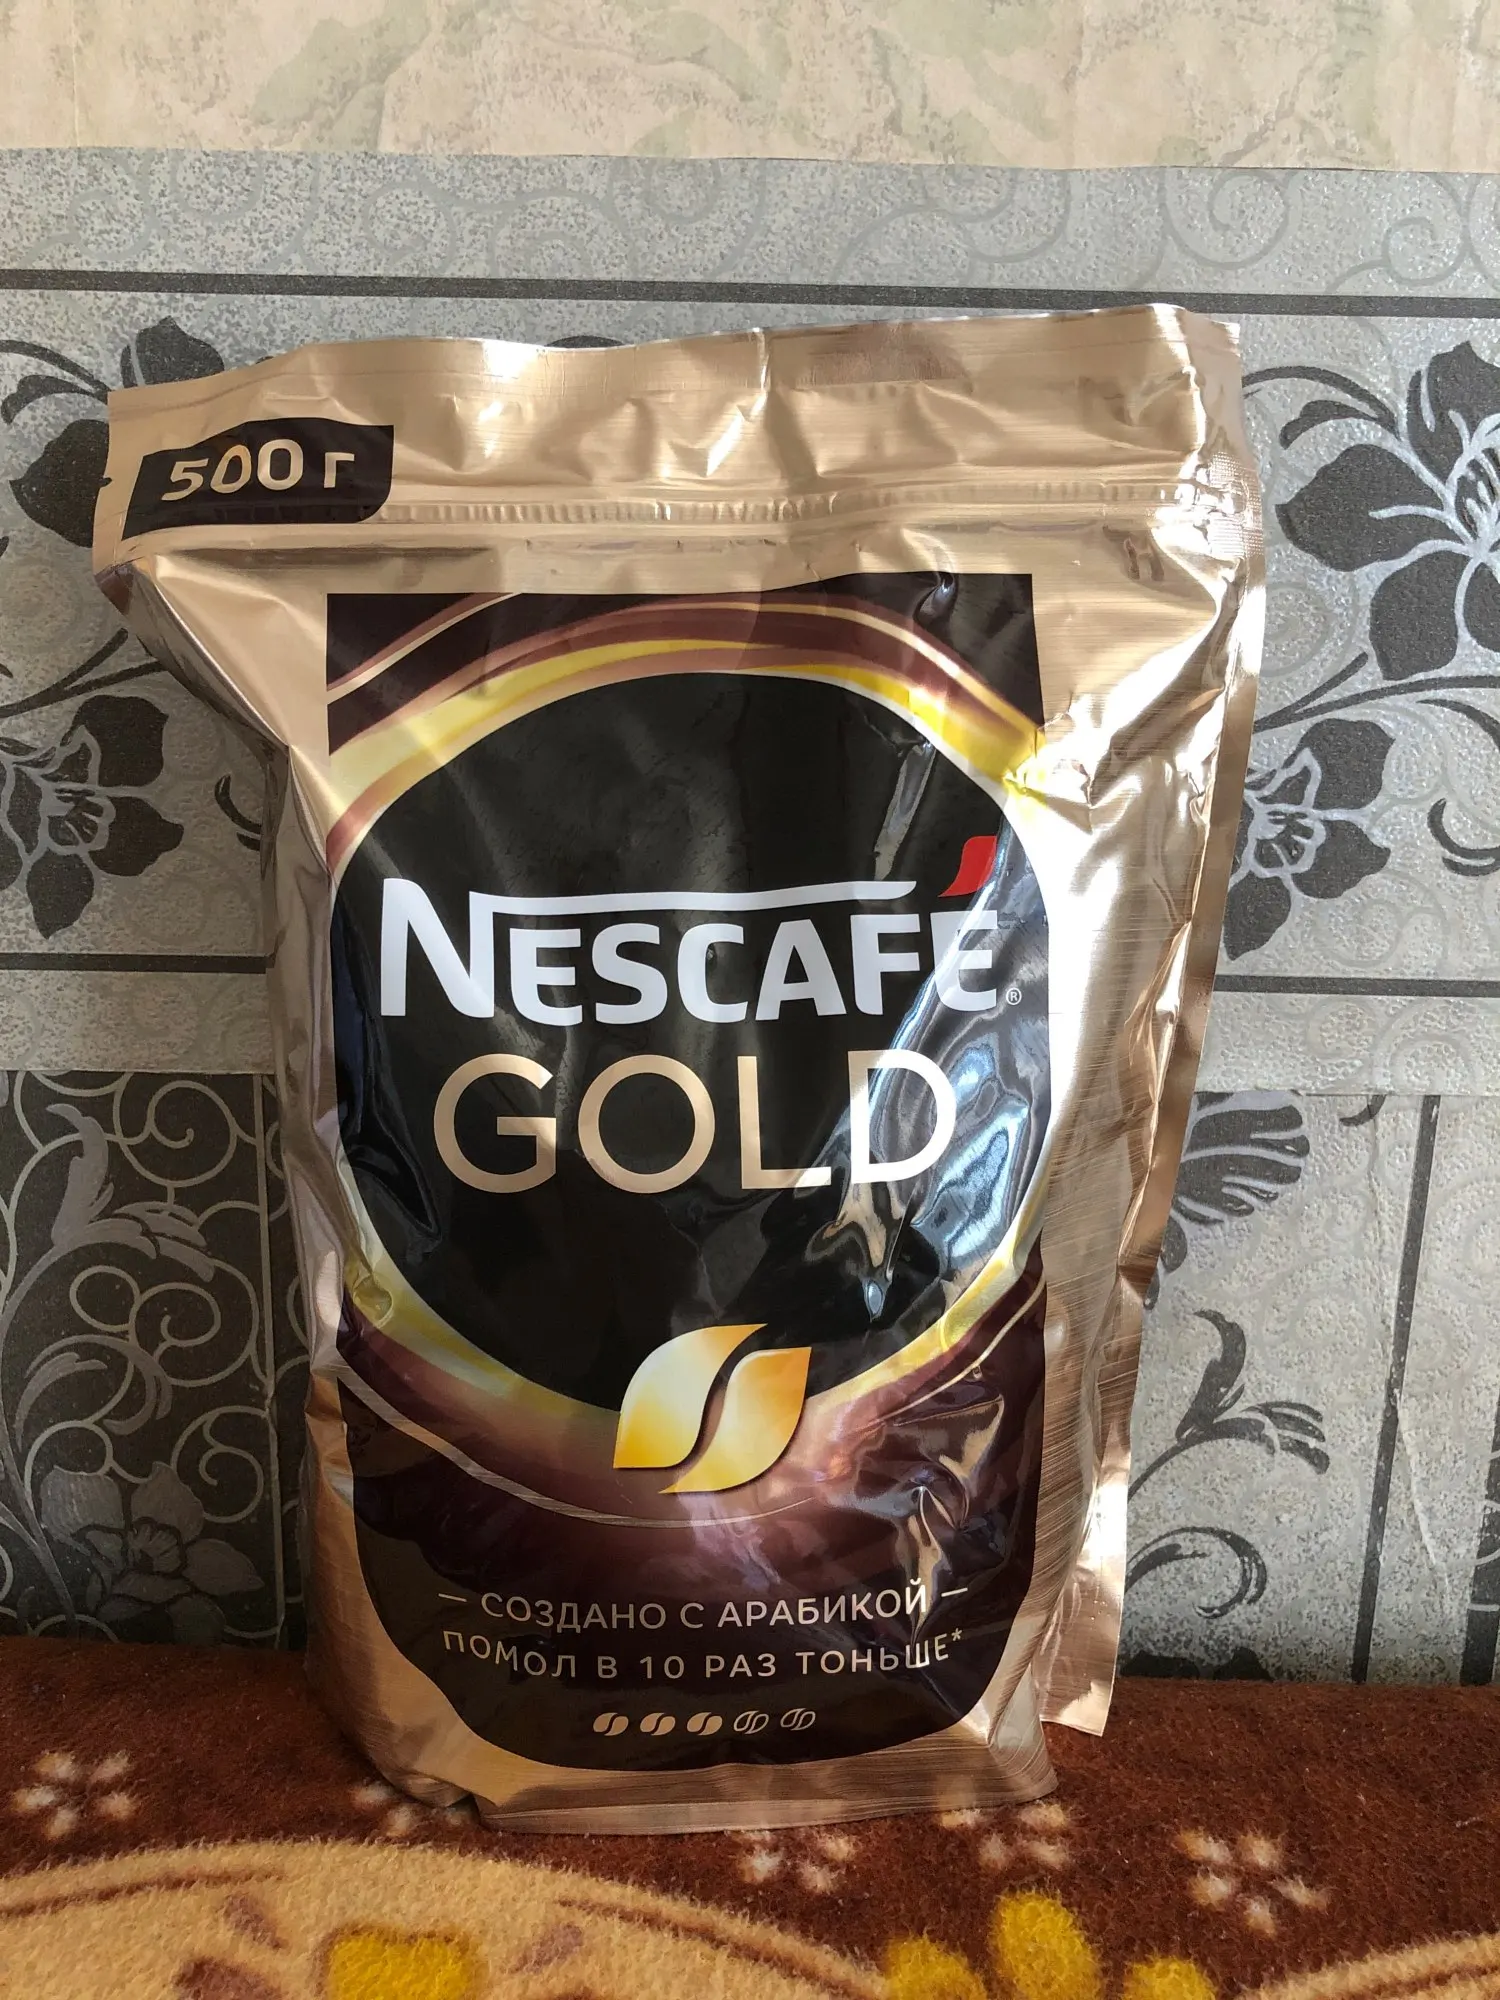 500 г
NESCAFÉ®
GOLD
— СОЗДАНО С АРАБИКОЙ —
ПОМОЛ В 10 РАЗ ТОНЬШЕ*